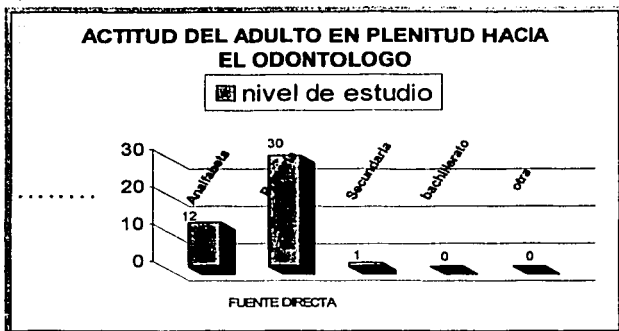 ACTITUD DEL ADULTO EN PLENITUD HACIA
EL ODONTOLOGO
nivel de estudio
30
20
10
0
Analfabeta
Secundaria
bachillerato
otra
12
30
1
0
0
FUENTE DIRECTA